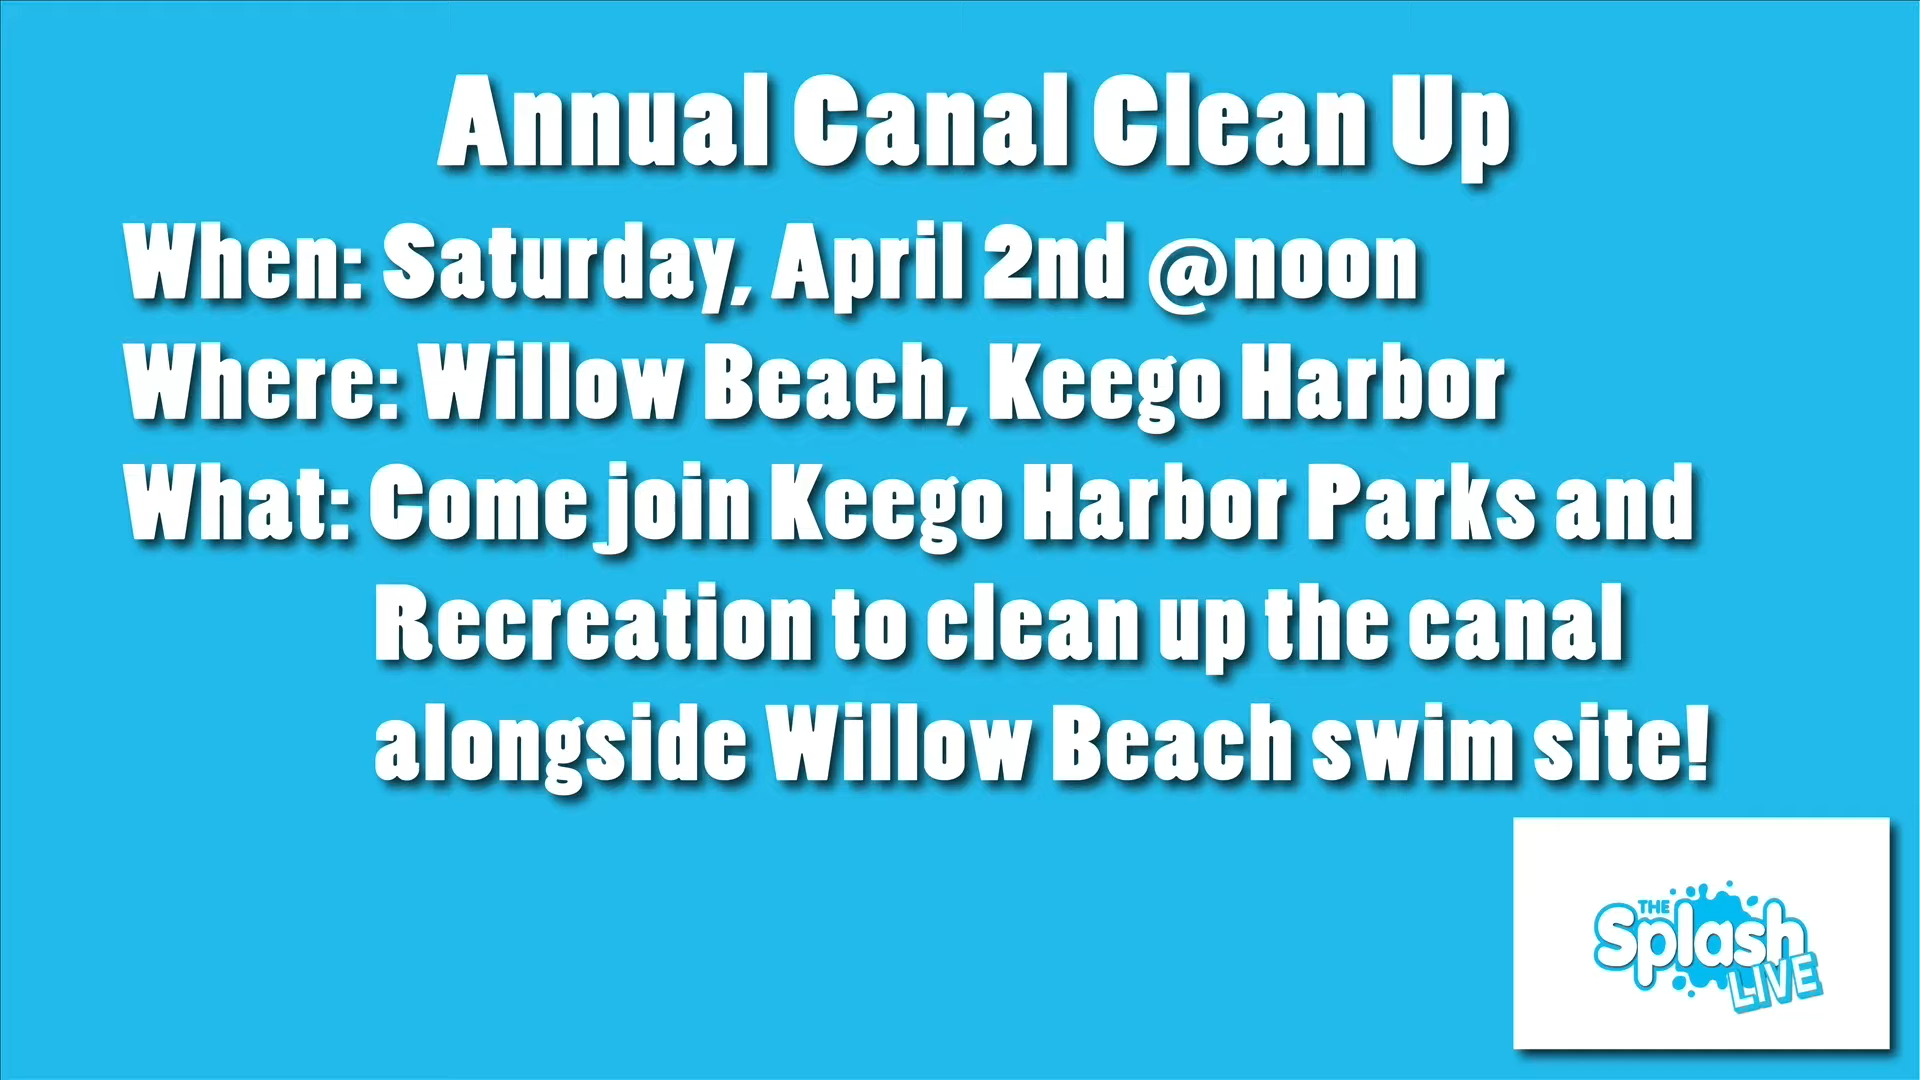 Annual Canal Clean Up
When: Saturday, April 2nd @noon
Where: Willow Beach, Keego Harbor
What: Come join Keego Harbor Parks and
Recreation to clean up the canal
alongside Willow Beach swim site!
THE
Splash
LIVE